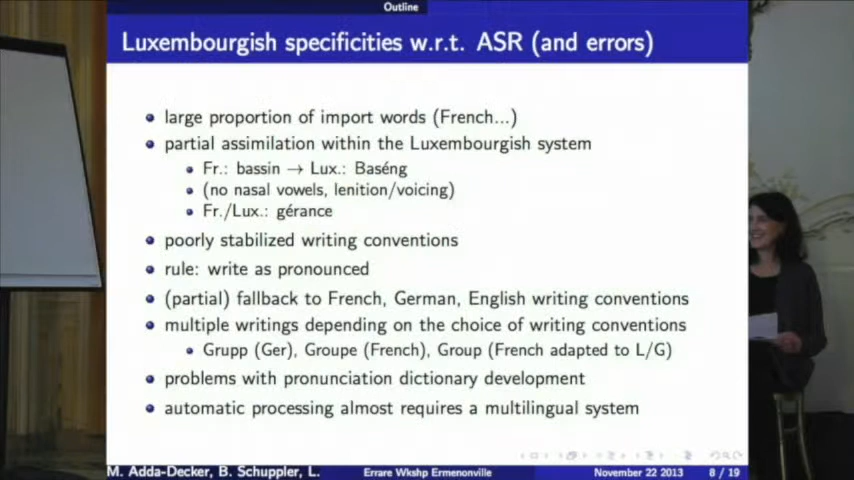 Outline
Luxembourgish specificities w.r.t. ASR (and errors)
large proportion of import words (French...)
partial assimilation within the Luxembourgish system
Fr.: bassin → Lux.: Baséng
(no nasal vowels, lenition/voicing)
Fr./Lux.: gérance
poorly stabilized writing conventions
rule: write as pronounced
(partial) fallback to French, German, English writing conventions
multiple writings depending on the choice of writing conventions
Grupp (Ger), Groupe (French), Group (French adapted to L/G)
problems with pronunciation dictionary development
automatic processing almost requires a multilingual system
M. Adda-Decker, B. Schuppler, L. Errare Wkshp Ermenonville November 22 2013 8 / 19